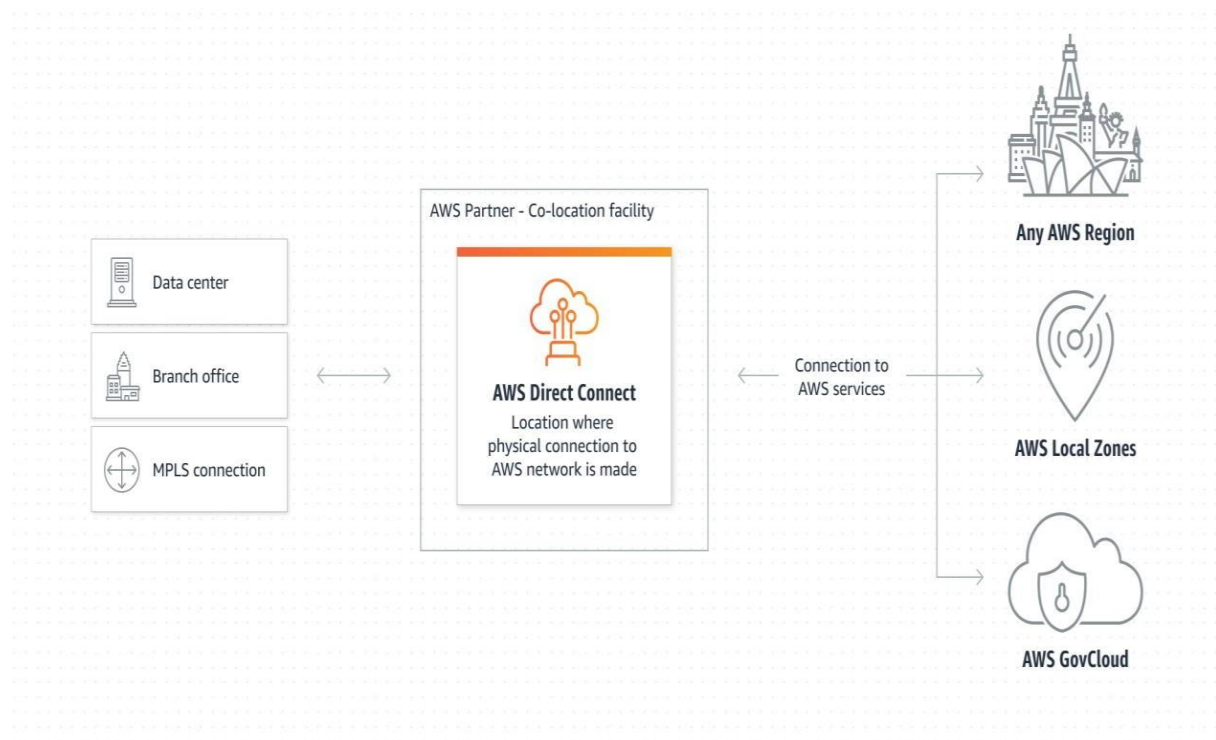 Data center
Branch office
MPLS connection
AWS Partner - Co-location facility
AWS Direct Connect
Location where
physical connection to
AWS network is made
Connection to
AWS services
Any AWS Region
AWS Local Zones
AWS GovCloud